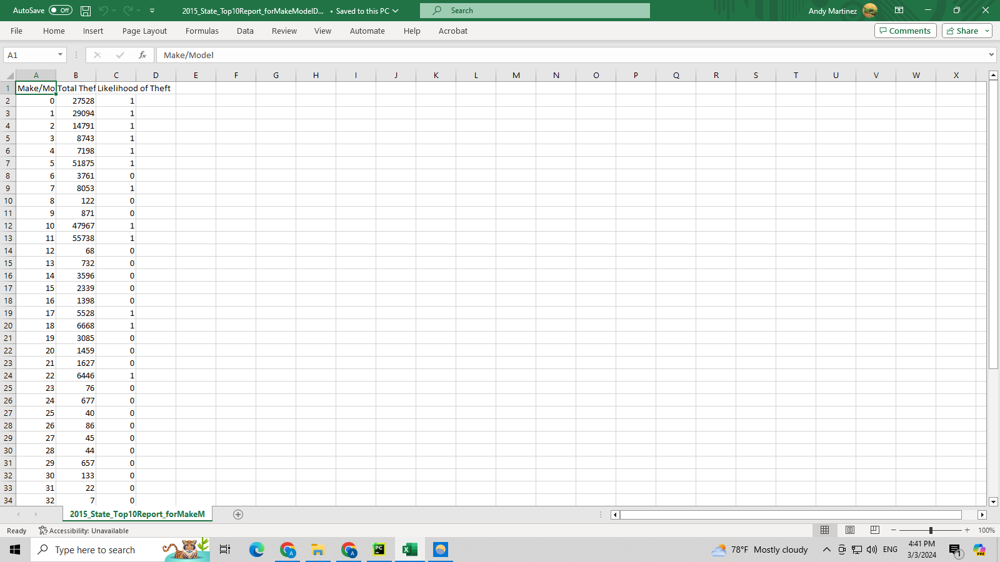 AutoSave Off 2015_State_Top10Report_forMakeModelD... • Saved to this PC Search Andy Martinez
File Home Insert Page Layout Formulas Data Review View Automate Help Acrobat Comments Share
A1 fx Make/Model
A B C D E F G H I J K L M N O P Q R S T U V W X
1 Make/Mo Total Thef Likelihood of Theft
2 0 27528 1
3 1 29094 1
4 2 14791 1
5 3 8743 1
6 4 7198 1
7 5 51875 1
8 6 3761 0
9 7 8053 1
10 8 122 0
11 9 871 0
12 10 47967 1
13 11 55738 1
14 12 68 0
15 13 732 0
16 14 3596 0
17 15 2339 0
18 16 1398 0
19 17 5528 1
20 18 6668 1
21 19 3085 0
22 20 1459 0
23 21 1627 0
24 22 6446 1
25 23 76 0
26 24 677 0
27 25 40 0
28 26 86 0
29 27 45 0
30 28 44 0
31 29 657 0
32 30 133 0
33 31 22 0
34 32 7 0
2015_State_Top10Report_forMakeM
Ready Accessibility: Unavailable 100%
Type here to search A A PC X 78°F Mostly cloudy ENG 4:41 PM 1 PRE
3/3/2024